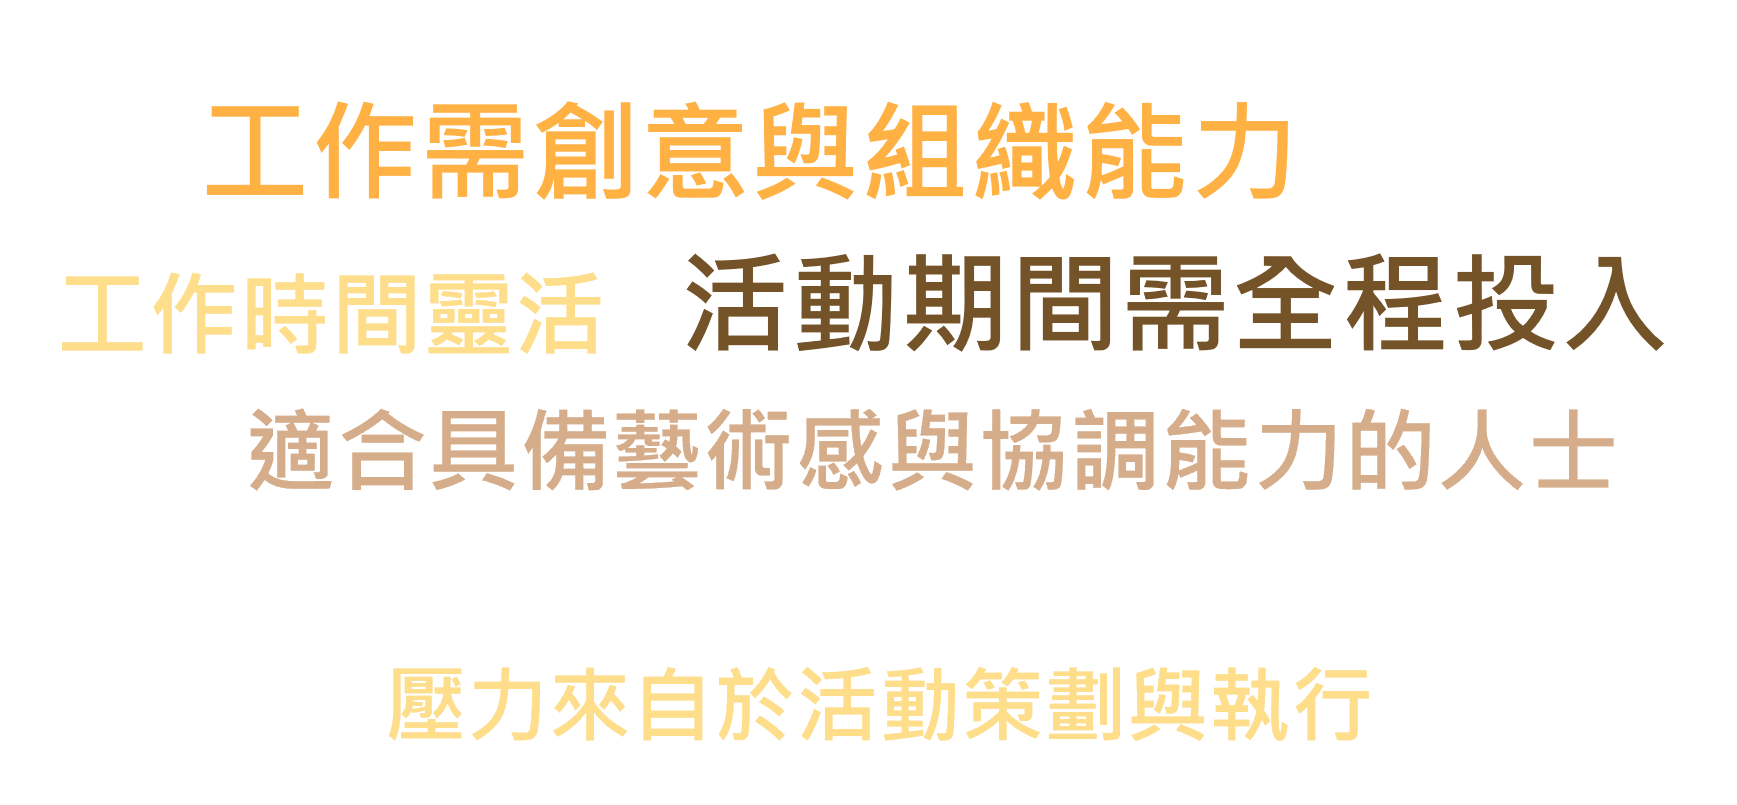 工作需創意與組織能力
工作時間靈活 活動期間需全程投入
適合具備藝術感與協調能力的人士
壓力來自於活動策劃與執行